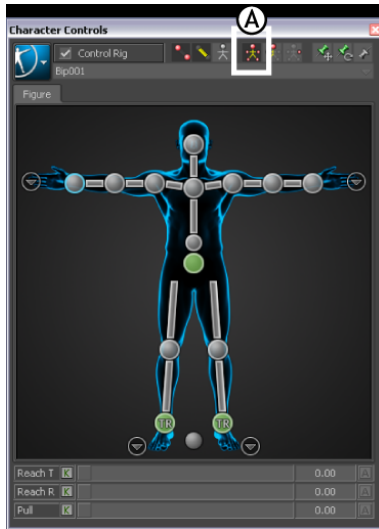 A
Character Controls
Control Rig
Bip001
Figure
TR TR
Reach T K 0.00 A
Reach R K 0.00 A
Pull K 0.00 A